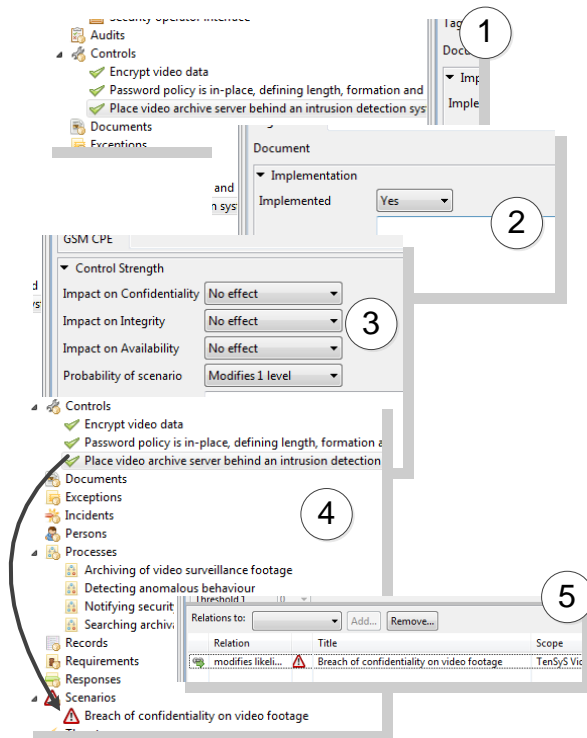 Security operator interface
Audits
Controls
Encrypt video data
Password policy is in-place, defining length, formation and
Place video archive server behind an intrusion detection sys
Documents
Exceptions
Tag
Docu
Imp
Imple
1
Document
Implementation
Implemented Yes
and
n sys
2
GSM CPE
Control Strength
Impact on Confidentiality No effect
Impact on Integrity No effect
Impact on Availability No effect
Probability of scenario Modifies 1 level
3
Controls
Encrypt video data
Password policy is in-place, defining length, formation a
Place video archive server behind an intrusion detection
Documents
Exceptions
Incidents
Persons
Processes
Archiving of video surveillance footage
Detecting anomalous behaviour
Notifying securit
Searching archiv
Records
Requirements
Responses
Scenarios
Breach of confidentiality on video footage
4
Threshold 1 0
Relations to: Add... Remove...
Relation Title Scope
modifies likeli... Breach of confidentiality on video footage TenSyS Vid
5